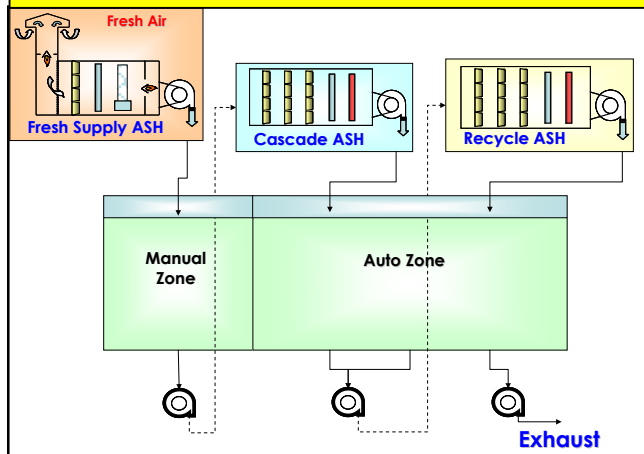 Fresh Air
Fresh Supply ASH
Cascade ASH
Recycle ASH
Manual
Zone
Auto Zone
Exhaust